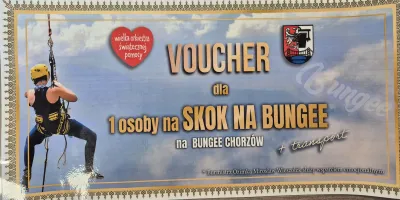 wielka orkiestra
świątecznej
pomocy
VOUCHER
dla
1 osoby na SKOK NA BUNGEE
na BUNGEE CHORZÓW
+ transport
Bungee